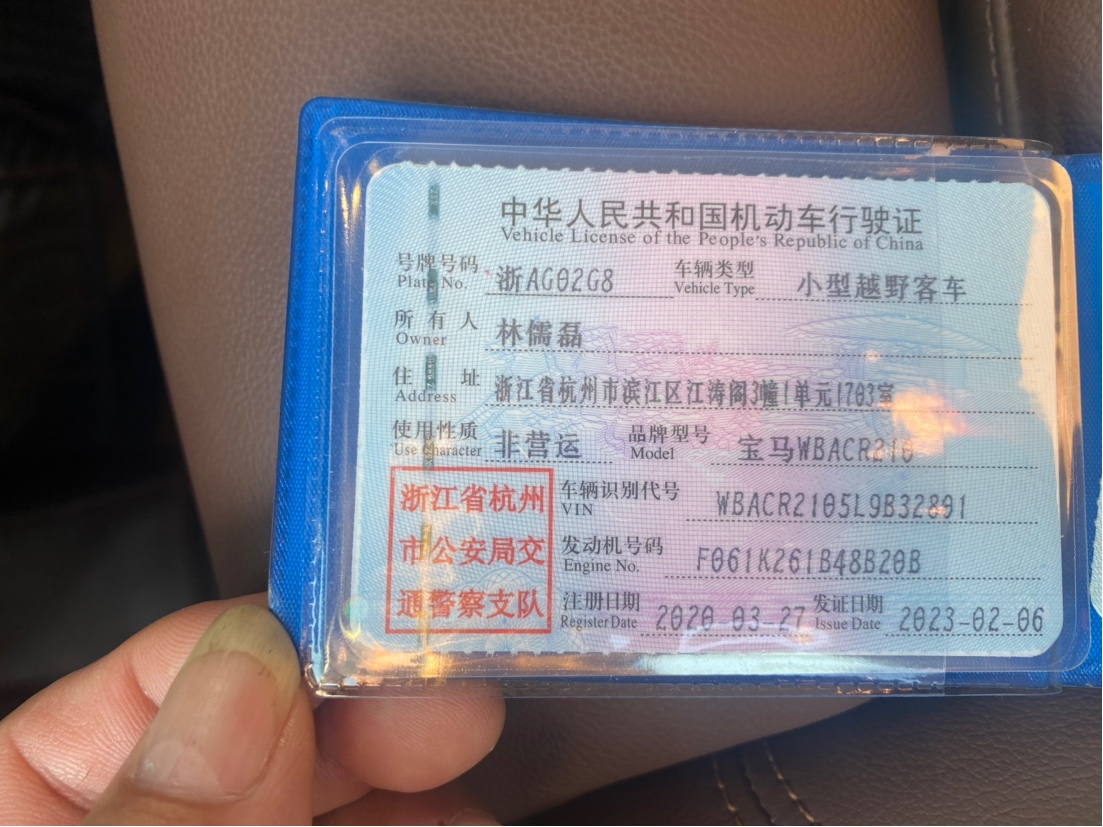 中华人民共和国机动车行驶证
Vehicle License of the People's Republic of China
号牌号码 浙AG02G8 车辆类型 小型越野客车
Plate No. Vehicle Type
所有人 林儒磊
Owner
住址 浙江省杭州市滨江区江涛阁3幢1单元1703室
Address
使用性质 非营运 品牌型号 宝马WBACR210
Use Character Model
浙江省杭州
市公安局交
通警察支队
车辆识别代号 WBACR2105L9B32801
VIN
发动机号码 F061K261B48B20B
Engine No.
注册日期 2020-03-27 发证日期 2023-02-06
Register Date Issue Date